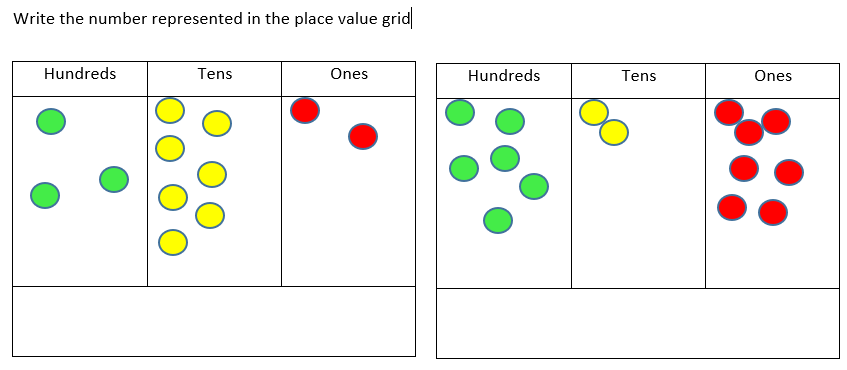 Write the number represented in the place value grid
Hundreds Tens Ones
Hundreds Tens Ones